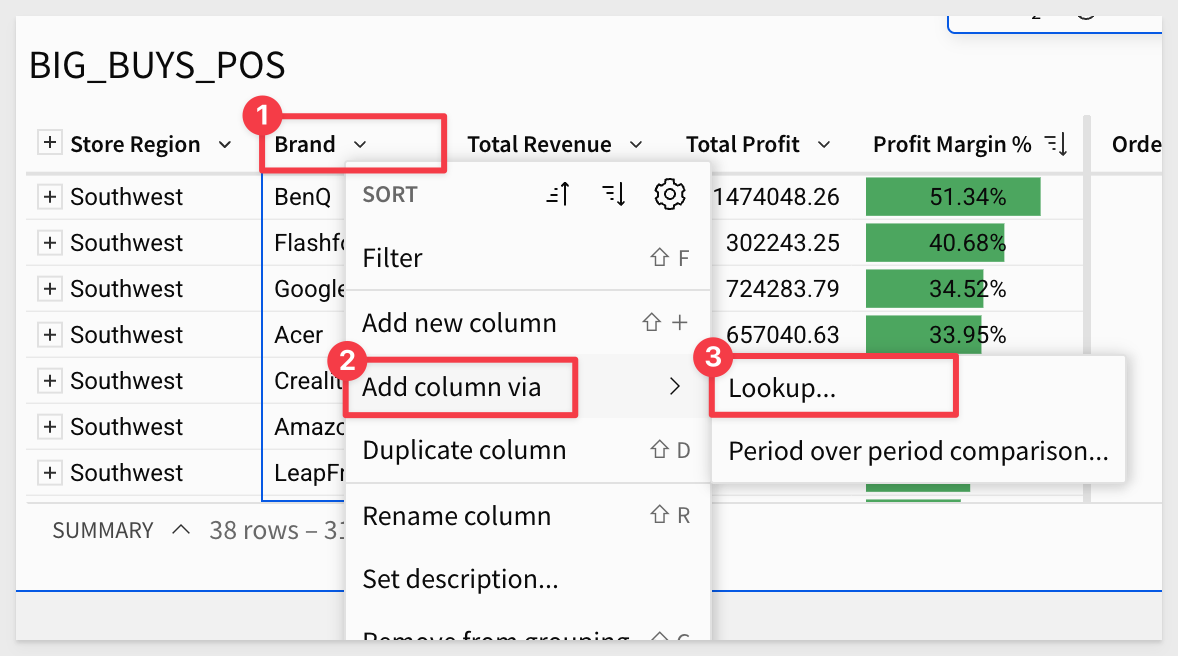 BIG_BUYS_POS
1
Store Region Brand Total Revenue Total Profit Profit Margin % Orde
Southwest BenQ SORT 1474048.26 51.34%
Southwest Flashfo Filter ⇧ F 302243.25 40.68%
Southwest Google 724283.79 34.52%
Southwest Acer Add new column ⇧ + 657040.63 33.95%
2 3
Southwest Crealit Add column via Lookup...
Southwest Amazo
Duplicate column ⇧ D Period over period comparison...
Southwest LeapFr
Rename column ⇧ R
SUMMARY 38 rows – 31
Set description...
Remove from grouping ⇧ G